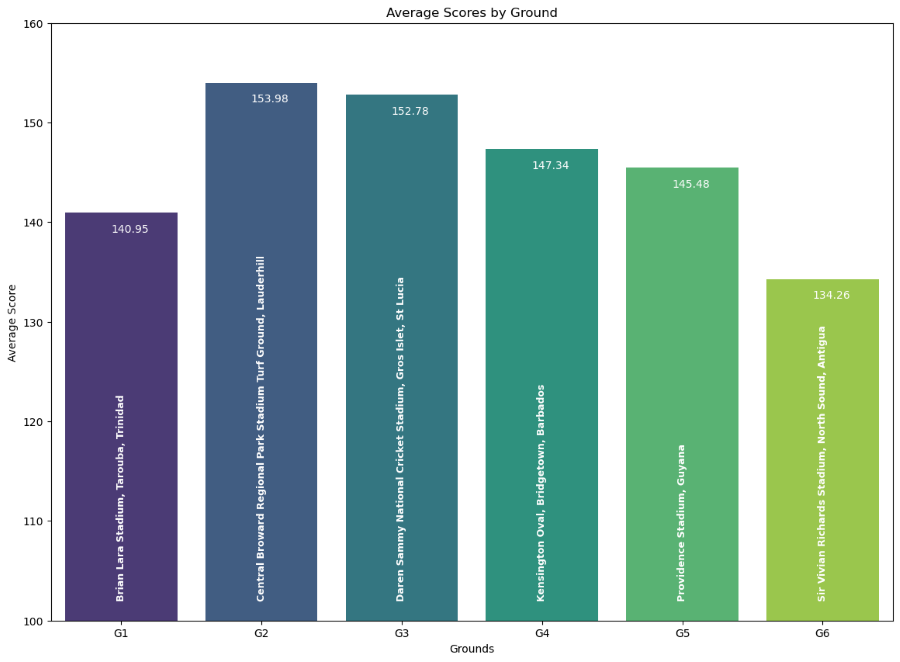 Average Scores by Ground
160
150
140
130
120
110
100
Average Score
140.95
153.98
152.78
147.34
145.48
134.26
Brian Lara Stadium, Tarouba, Trinidad
Central Broward Regional Park Stadium Turf Ground, Lauderhill
Daren Sammy National Cricket Stadium, Gros Islet, St Lucia
Kensington Oval, Bridgetown, Barbados
Providence Stadium, Guyana
Sir Vivian Richards Stadium, North Sound, Antigua
G1 G2 G3 G4 G5 G6
Grounds